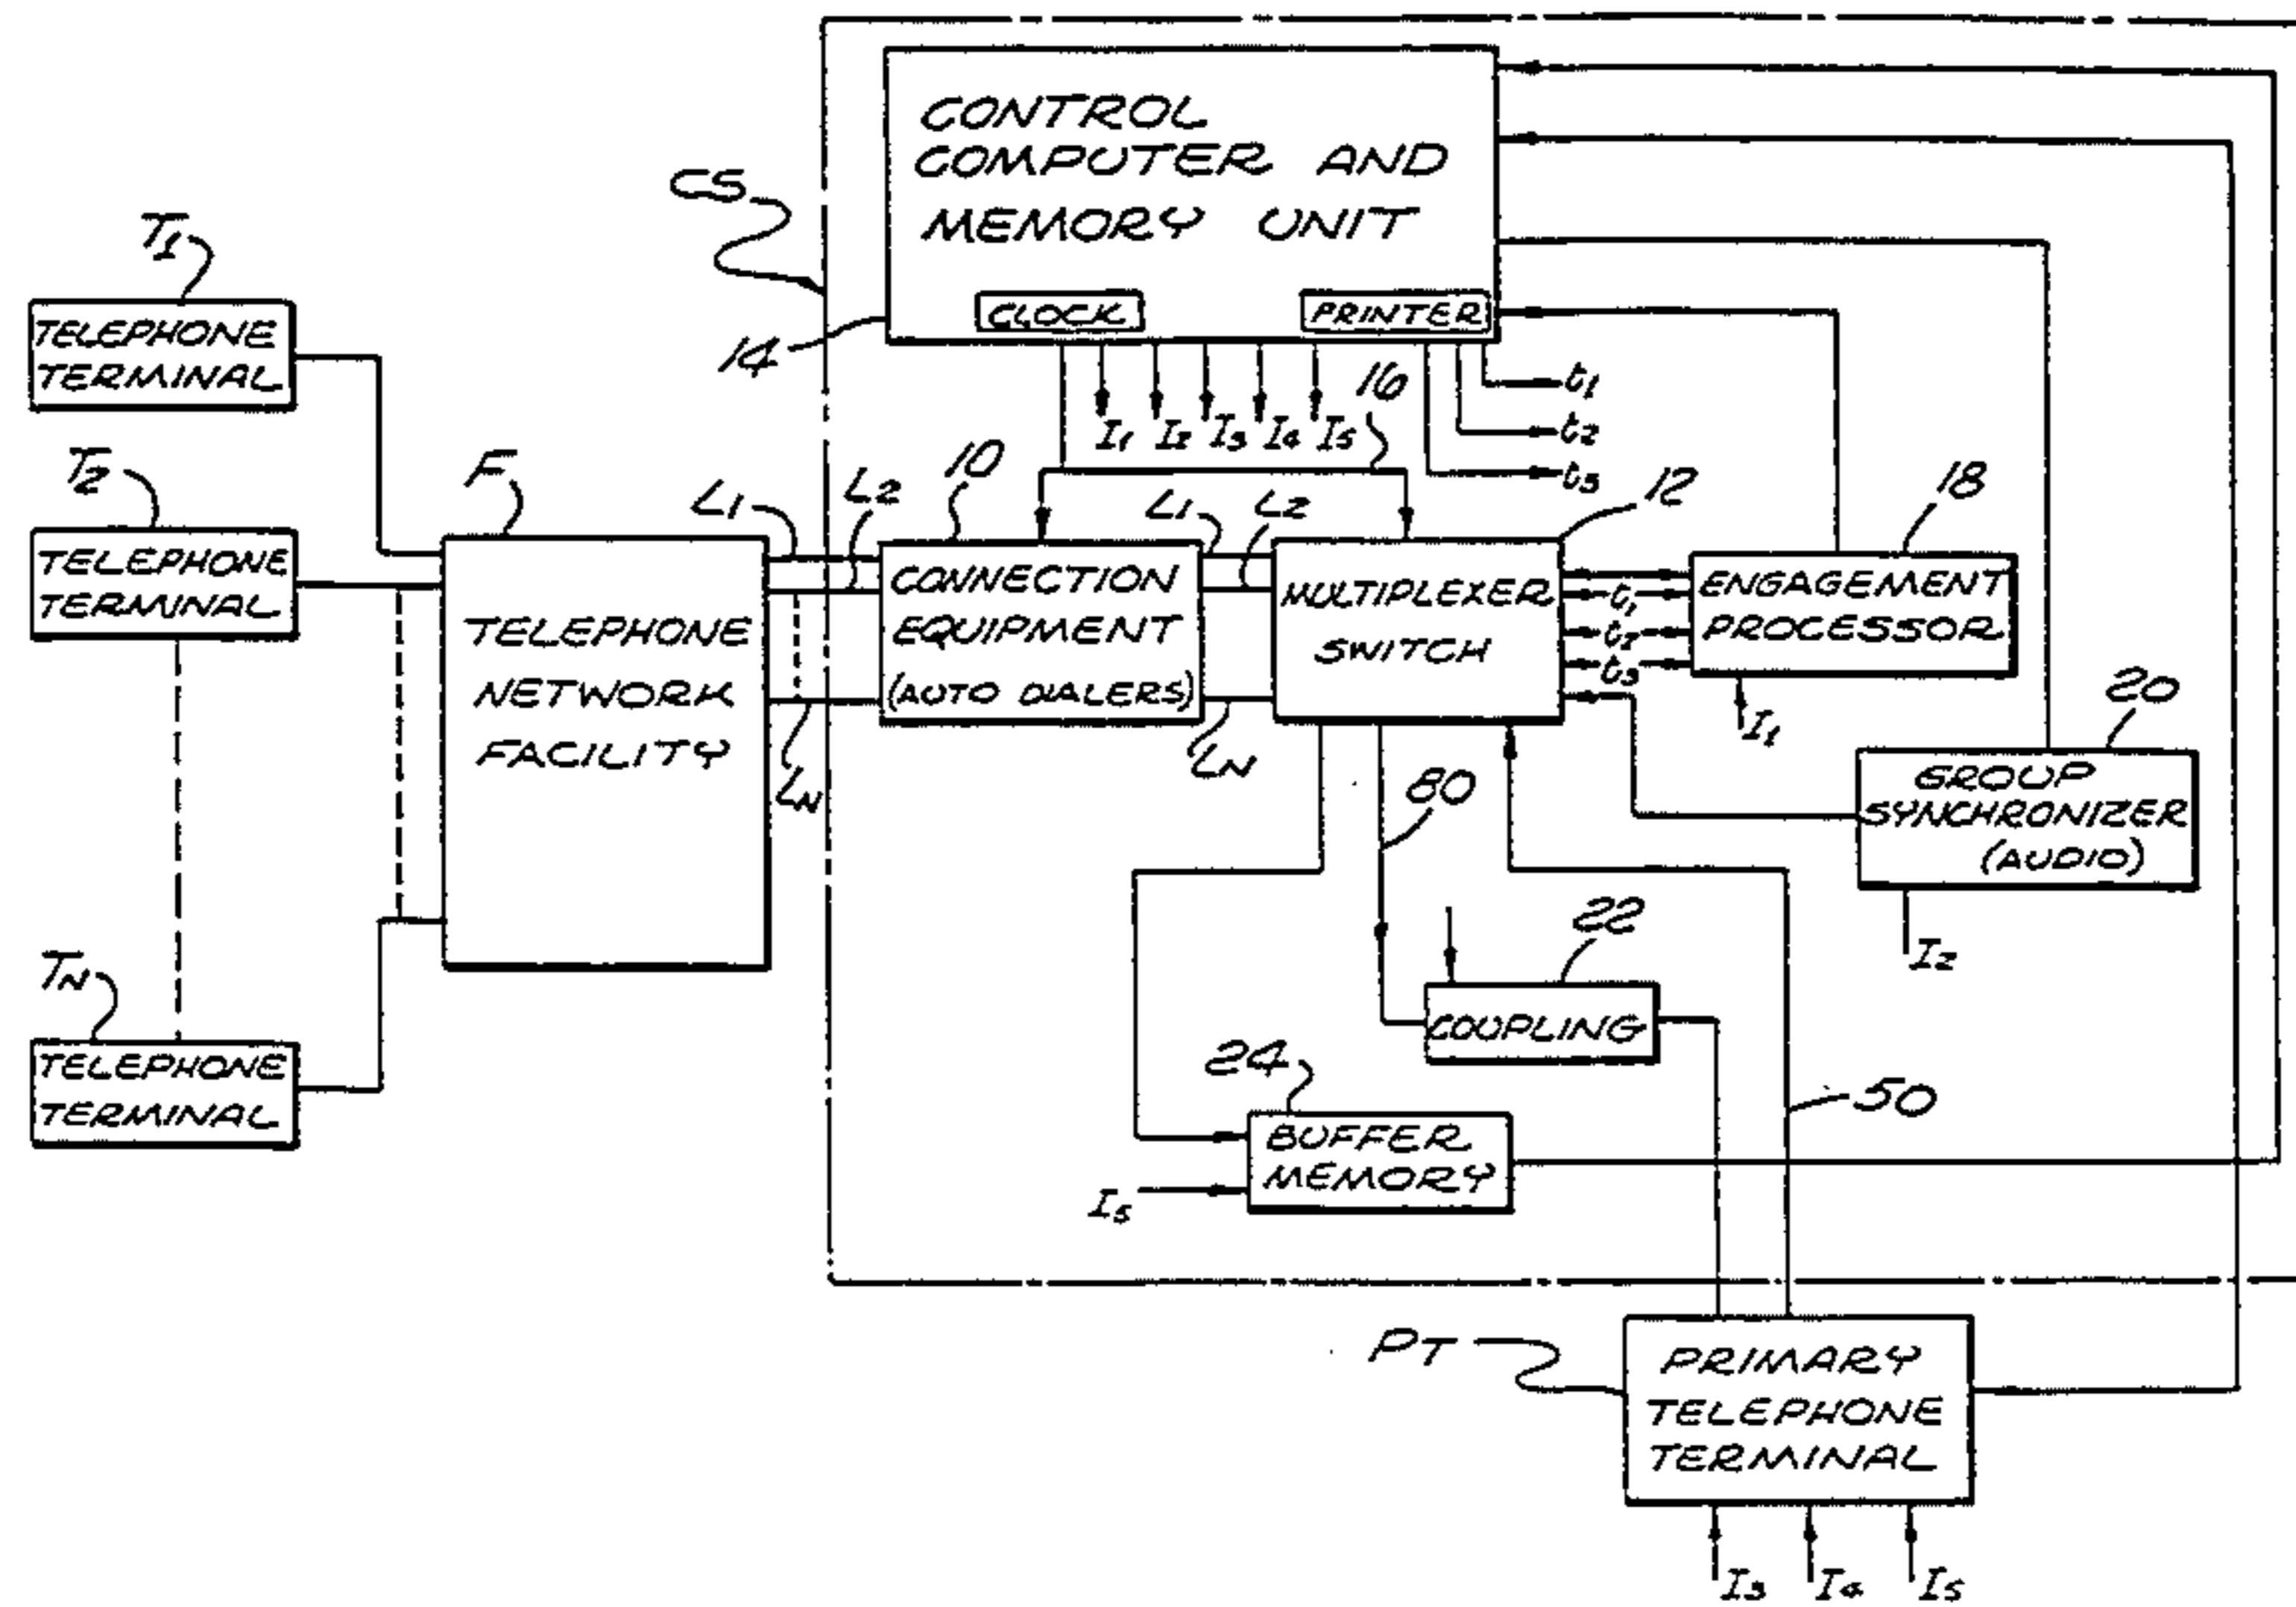 CONTROL
COMPUTER AND
MEMORY UNIT
CLOCK
PRINTER
CS
14
T1
TELEPHONE
TERMINAL
I1
I2
I3
I4
I5
16
t1
t2
t3
T2
TELEPHONE
TERMINAL
F
TELEPHONE
NETWORK
FACILITY
L1
L2
LN
10
CONNECTION
EQUIPMENT
(AUTO DIALERS)
L1
L2
LN
12
MULTIPLEXER
SWITCH
t1
t2
t3
18
ENGAGEMENT
PROCESSOR
I1
20
GROUP
SYNCHRONIZER
(AUDIO)
I2
80
22
COUPLING
TN
TELEPHONE
TERMINAL
24
BUFFER
MEMORY
I5
50
PT
PRIMARY
TELEPHONE
TERMINAL
I3
I4
I5